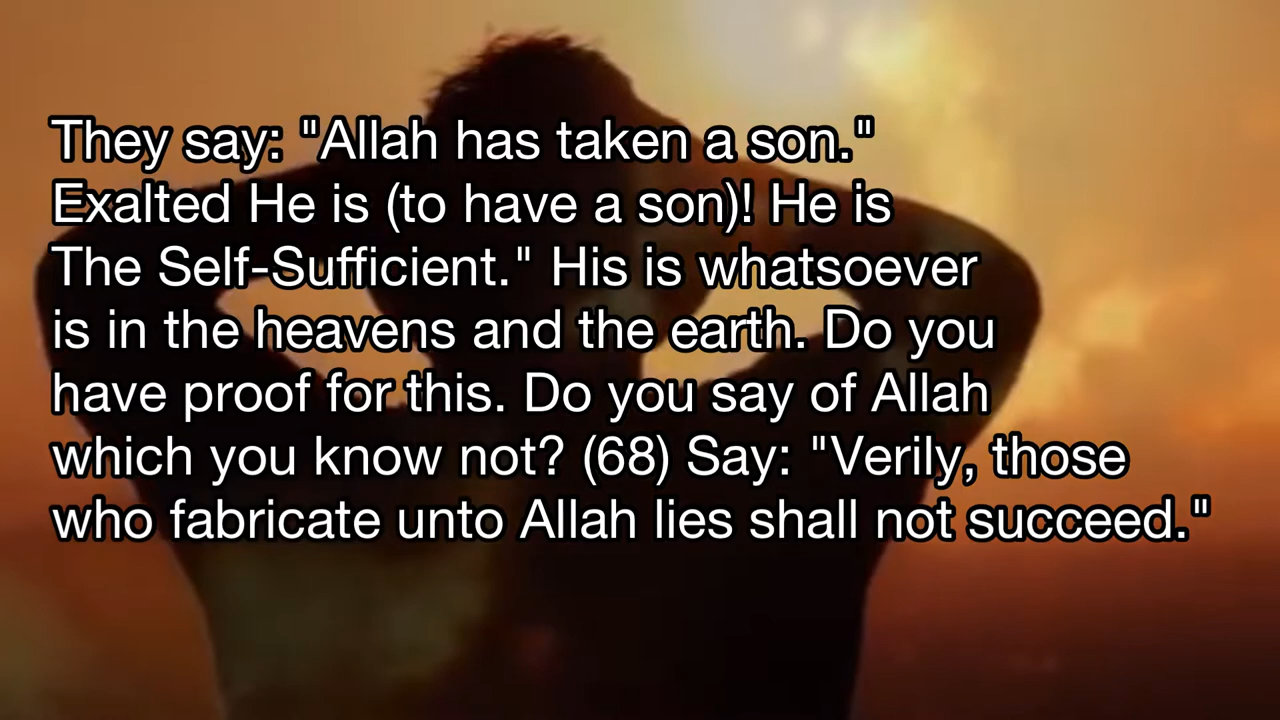 They say: "Allah has taken a son."
Exalted He is (to have a son)! He is
The Self-Sufficient." His is whatsoever
is in the heavens and the earth. Do you
have proof for this. Do you say of Allah
which you know not? (68) Say: "Verily, those
who fabricate unto Allah lies shall not succeed."